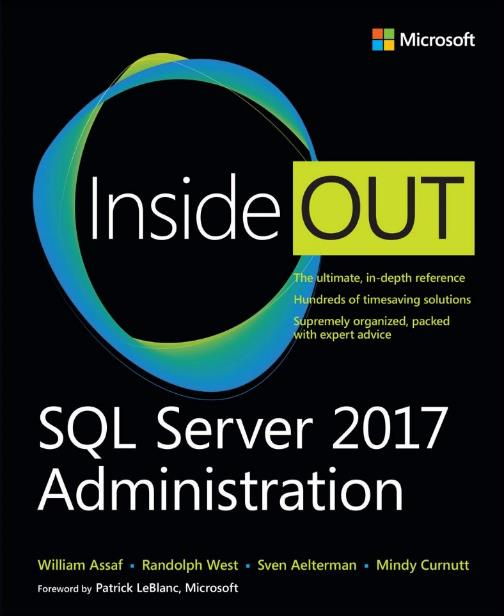 Microsoft
Inside OUT
The ultimate, in-depth reference
Hundreds of timesaving solutions
Supremely organized, packed
with expert advice
SQL Server 2017
Administration
William Assaf ▪ Randolph West ▪ Sven Aelterman ▪ Mindy Curnutt
Foreword by Patrick LeBlanc, Microsoft